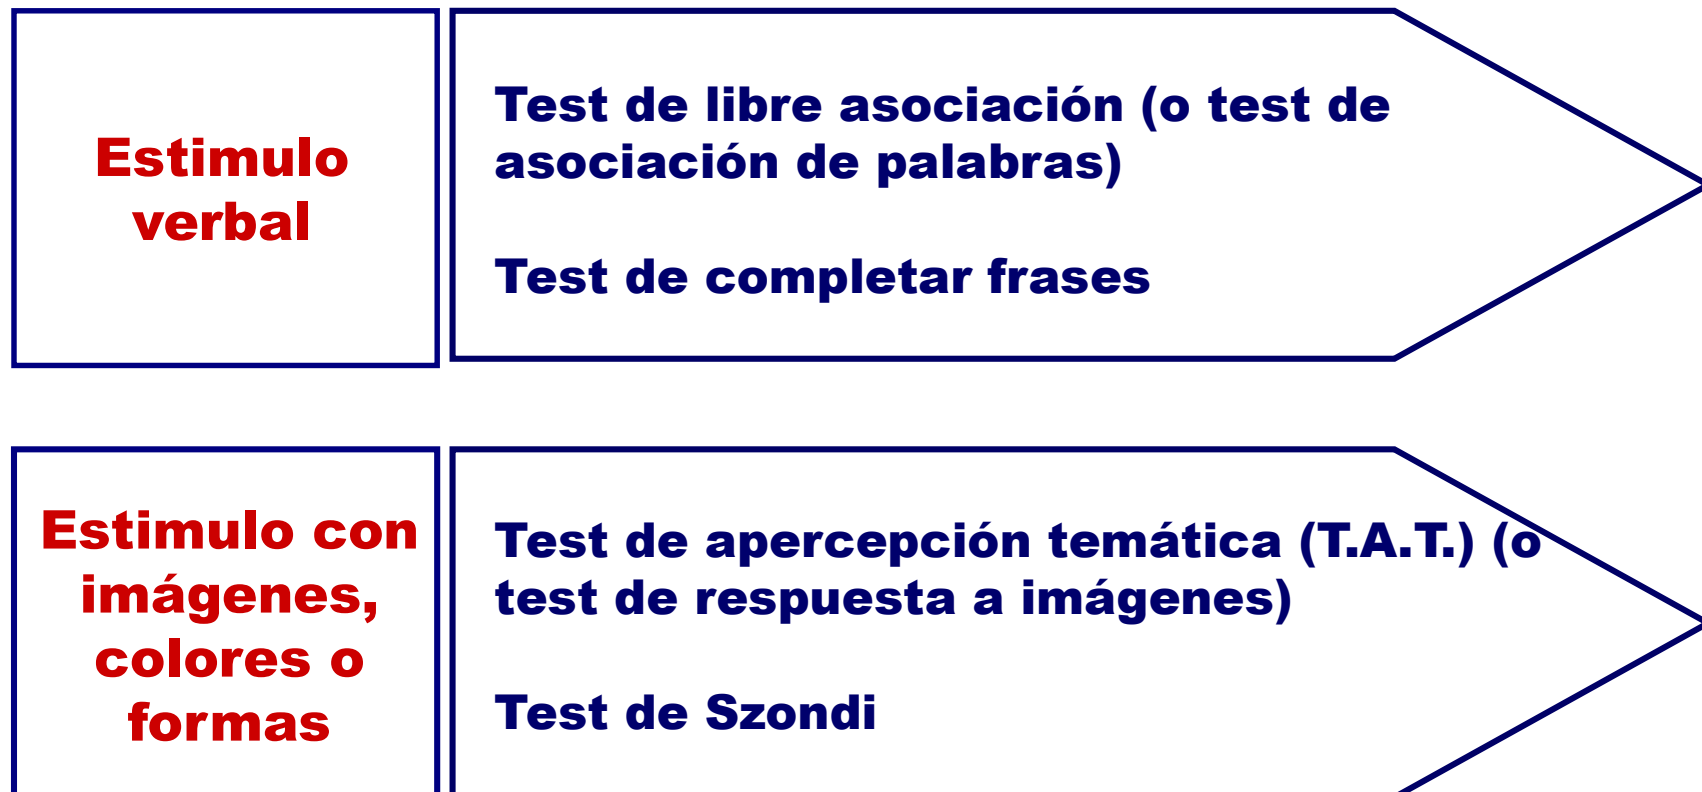 Estimulo
verbal
Test de libre asociación (o test de
asociación de palabras)
Test de completar frases
Estimulo con
imágenes,
colores o
formas
Test de apercepción temática (T.A.T.) (o
test de respuesta a imágenes)
Test de Szondi